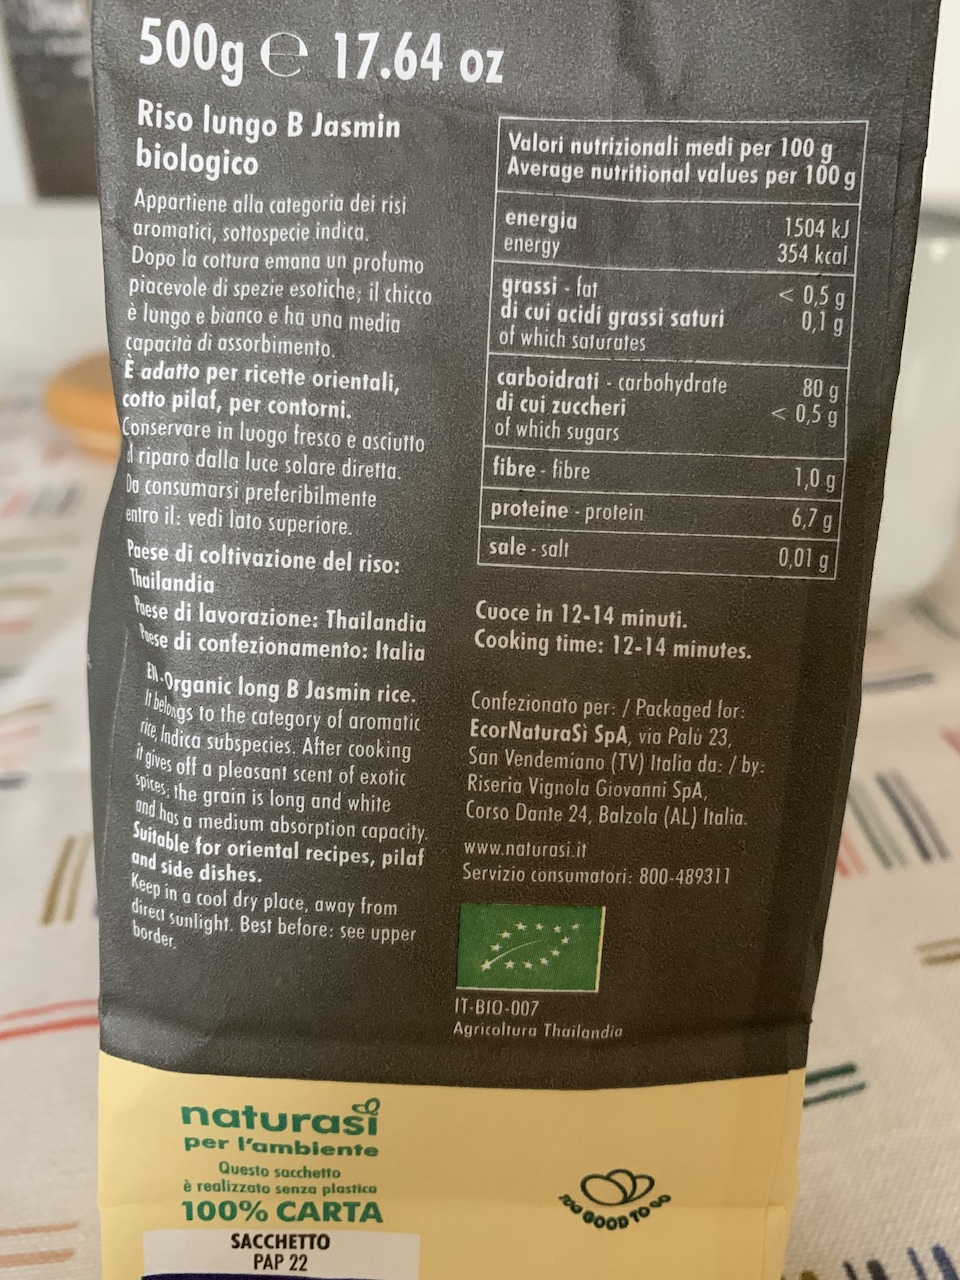 500g ℮ 17.64 oz
Riso lungo B Jasmin
biologico
Appartiene alla categoria dei risi
aromatici, sottospecie indica.
Dopo la cottura emana un profumo
piacevole di spezie esotiche; il chicco
è lungo e bianco e ha una media
capacità di assorbimento.
È adatto per ricette orientali,
cotto pilaf, per contorni.
Conservare in luogo fresco e asciutto
al riparo dalla luce solare diretta.
Da consumarsi preferibilmente
entro il: vedi lato superiore.
Paese di coltivazione del riso:
Thailandia
Paese di lavorazione: Thailandia
Paese di confezionamento: Italia
EN-Organic long B Jasmin rice.
It belongs to the category of aromatic
rice, Indica subspecies. After cooking
it gives off a pleasant scent of exotic
spices; the grain is long and white
and has a medium absorption capacity.
Suitable for oriental recipes, pilaf
and side dishes.
Keep in a cool dry place, away from
direct sunlight. Best before: see upper
border.
Valori nutrizionali medi per 100 g
Average nutritional values per 100 g
energia 1504 kJ
energy 354 kcal
grassi - fat < 0,5 g
di cui acidi grassi saturi 0,1 g
of which saturates
carboidrati - carbohydrate 80 g
di cui zuccheri < 0,5 g
of which sugars
fibre - fibre 1,0 g
proteine - protein 6,7 g
sale - salt 0,01 g
Cuoce in 12-14 minuti.
Cooking time: 12-14 minutes.
Confezionato per: / Packaged for:
EcorNaturaSì SpA, via Palù 23,
San Vendemiano (TV) Italia da: / by:
Riseria Vignola Giovanni SpA,
Corso Dante 24, Balzola (AL) Italia.
www.naturasi.it
Servizio consumatori: 800-489311
IT-BIO-007
Agricoltura Thailandia
naturasì
per l'ambiente
Questo sacchetto
è realizzato senza plastica
100% CARTA
SACCHETTO
PAP 22
TOO GOOD TO GO